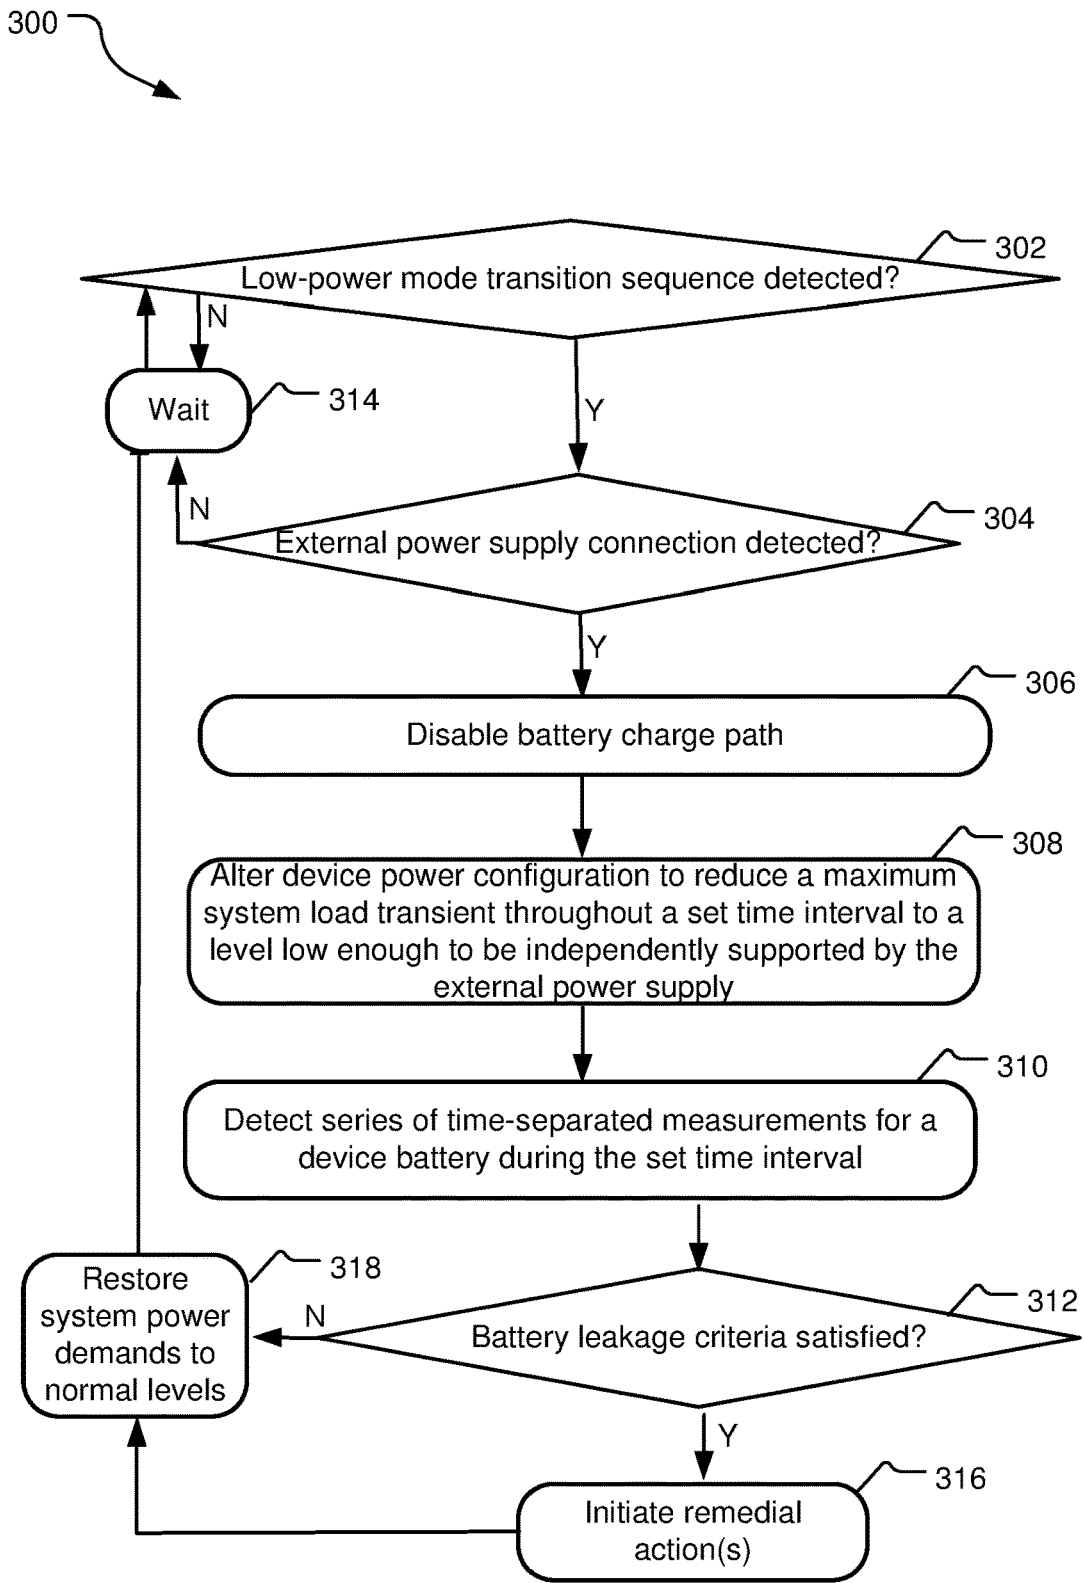 300
302
Low-power mode transition sequence detected?
N
Wait
314
Y
304
N
External power supply connection detected?
Y
306
Disable battery charge path
308
Alter device power configuration to reduce a maximum
system load transient throughout a set time interval to a
level low enough to be independently supported by the
external power supply
310
Detect series of time-separated measurements for a
device battery during the set time interval
318
Restore
system power
demands to
normal levels
N
312
Battery leakage criteria satisfied?
Y
316
Initiate remedial
action(s)